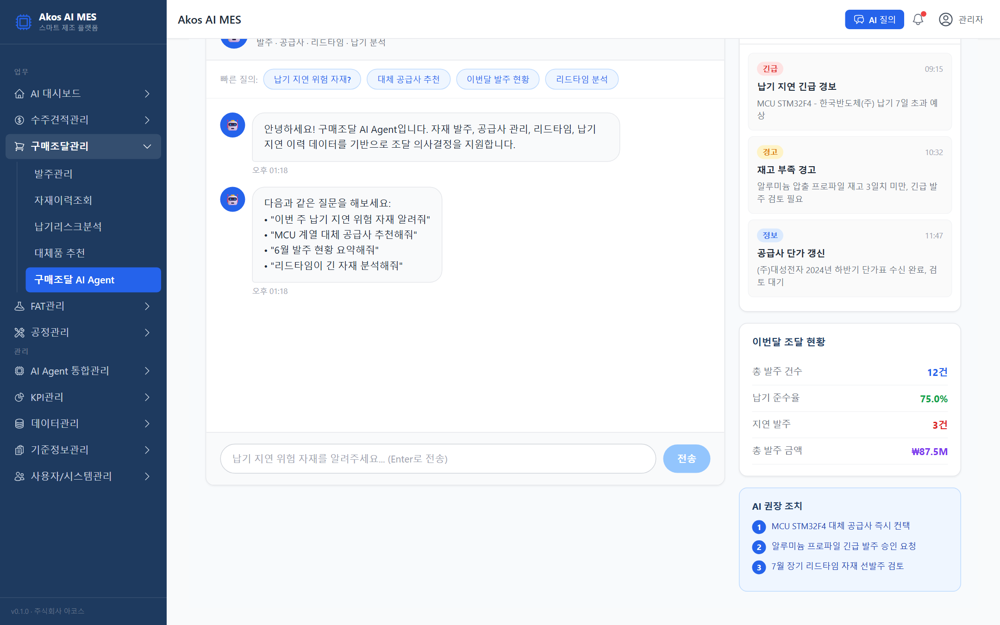 Akos AI MES
스마트 제조 플랫폼
업무
AI 대시보드
수주견적관리
구매조달관리
발주관리
자재이력조회
납기리스크분석
대체품 추천
구매조달 AI Agent
FAT관리
공정관리
관리
AI Agent 통합관리
KPI관리
데이터관리
기준정보관리
사용자/시스템관리
v0.1.0 · 주식회사 아코스
Akos AI MES
AI 질의
관리자
발주 · 공급사 · 리드타임 · 납기 분석
빠른 질의:
납기 지연 위험 자재?
대체 공급사 추천
이번달 발주 현황
리드타임 분석
안녕하세요! 구매조달 AI Agent입니다. 자재 발주, 공급사 관리, 리드타임, 납기
지연 이력 데이터를 기반으로 조달 의사결정을 지원합니다.
오후 01:18
다음과 같은 질문을 해보세요:
• "이번 주 납기 지연 위험 자재 알려줘"
• "MCU 계열 대체 공급사 추천해줘"
• "6월 발주 현황 요약해줘"
• "리드타임이 긴 자재 분석해줘"
오후 01:18
납기 지연 위험 자재를 알려주세요... (Enter로 전송)
전송
긴급
09:15
납기 지연 긴급 경보
MCU STM32F4 - 한국반도체(주) 납기 7일 초과 예
상
경고
10:32
재고 부족 경고
알루미늄 압출 프로파일 재고 3일치 미만, 긴급 발
주 검토 필요
정보
11:47
공급사 단가 갱신
(주)대성전자 2024년 하반기 단가표 수신 완료, 검
토 대기
이번달 조달 현황
총 발주 건수
12건
납기 준수율
75.0%
지연 발주
3건
총 발주 금액
₩87.5M
AI 권장 조치
1 MCU STM32F4 대체 공급사 즉시 컨택
2 알루미늄 프로파일 긴급 발주 승인 요청
3 7월 장기 리드타임 자재 선발주 검토